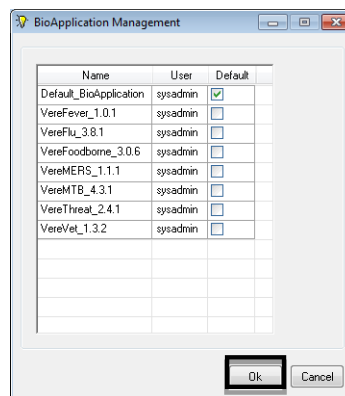 BioApplication Management
Name User Default
Default_BioApplication sysadmin
VereFever_1.0.1 sysadmin
VereFlu_3.8.1 sysadmin
VereFoodborne_3.0.6 sysadmin
VereMERS_1.1.1 sysadmin
VereMTB_4.3.1 sysadmin
VereThreat_2.4.1 sysadmin
VereVet_1.3.2 sysadmin
Ok Cancel